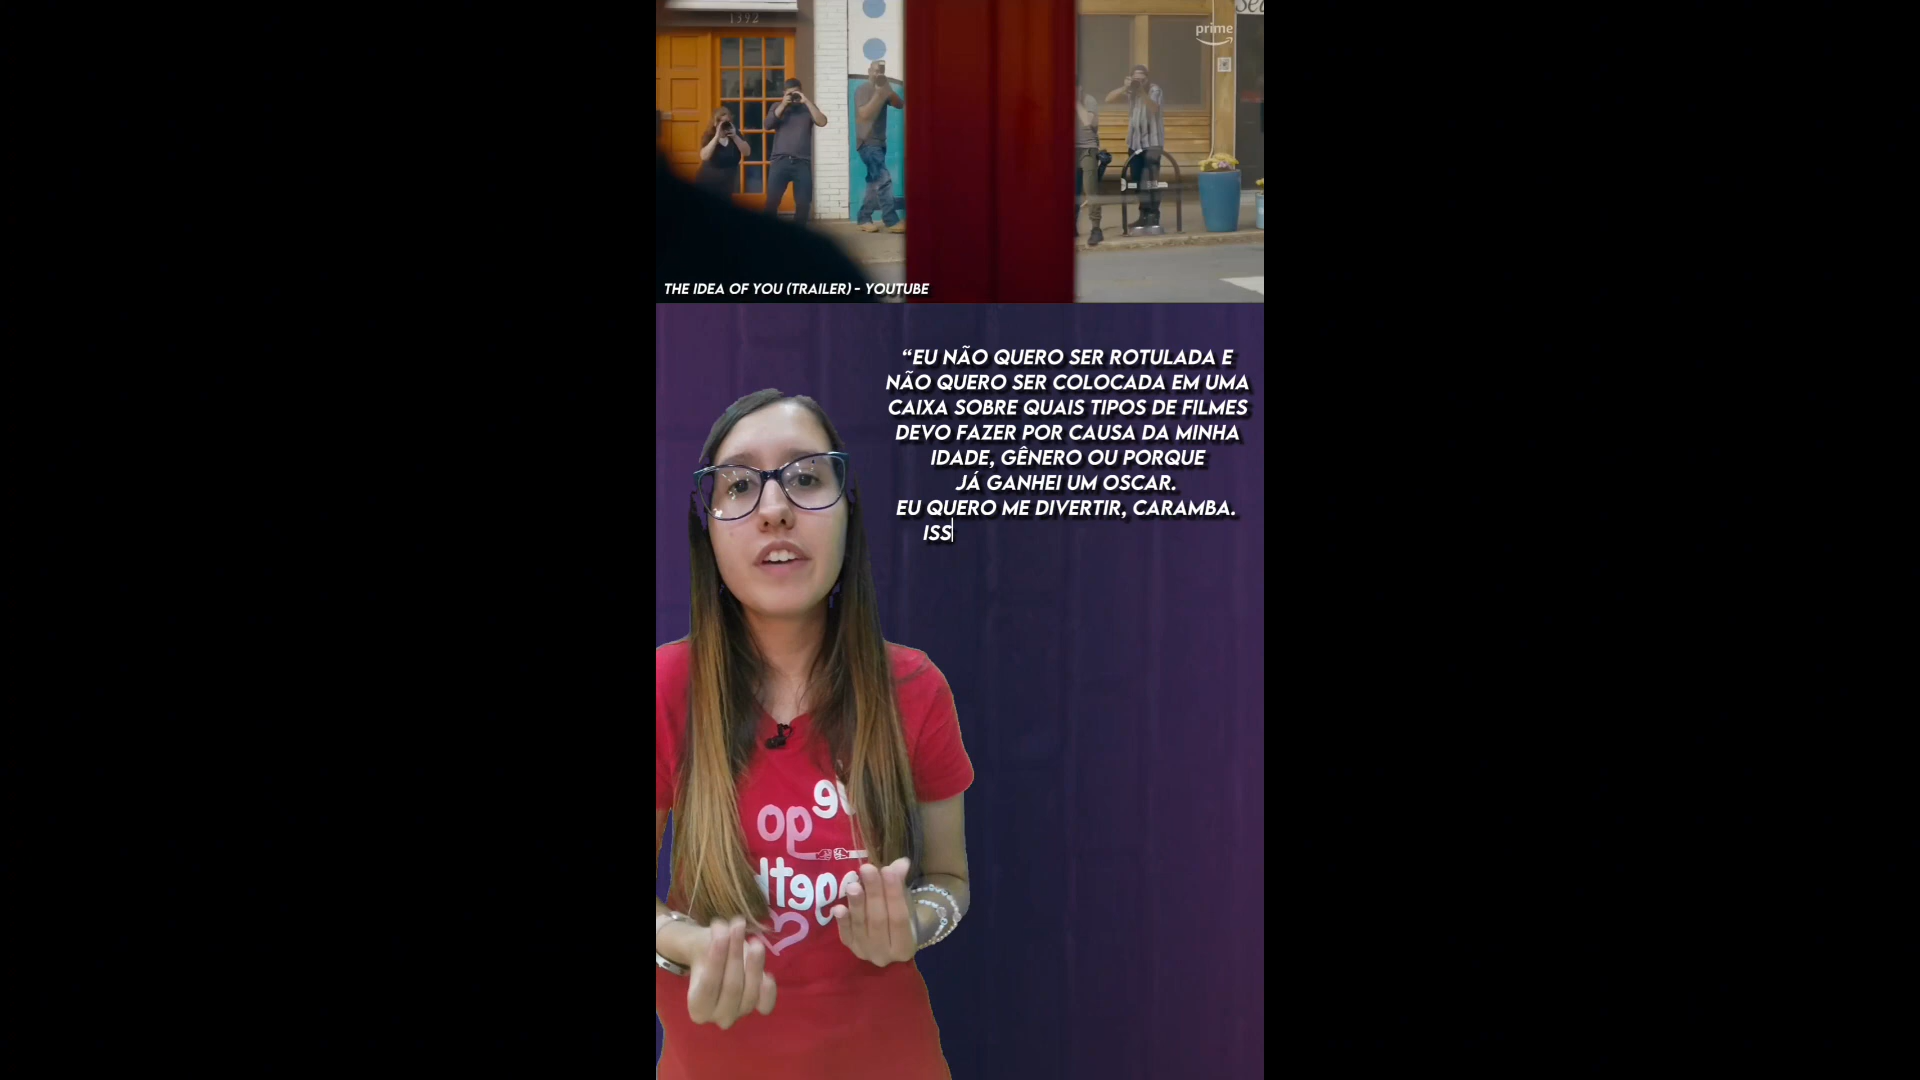 1392
prime
THE IDEA OF YOU (TRAILER) - YOUTUBE
“EU NÃO QUERO SER ROTULADA E
NÃO QUERO SER COLOCADA EM UMA
CAIXA SOBRE QUAIS TIPOS DE FILMES
DEVO FAZER POR CAUSA DA MINHA
IDADE, GÊNERO OU PORQUE
JÁ GANHEI UM OSCAR.
EU QUERO ME DIVERTIR, CARAMBA.
ISS